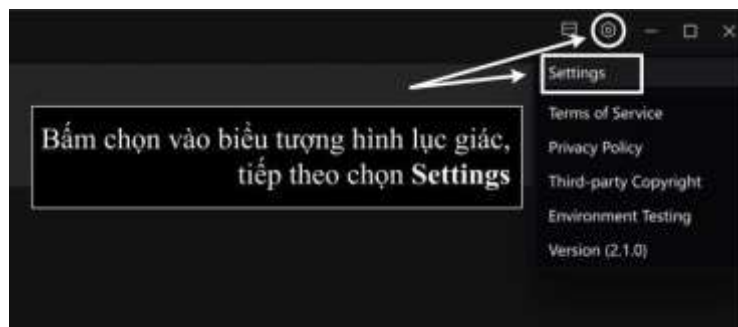 Settings
Bấm chọn vào biểu tượng hình lục giác,
tiếp theo chọn Settings
Terms of Service
Privacy Policy
Third-party Copyright
Environment Testing
Version (2.1.0)